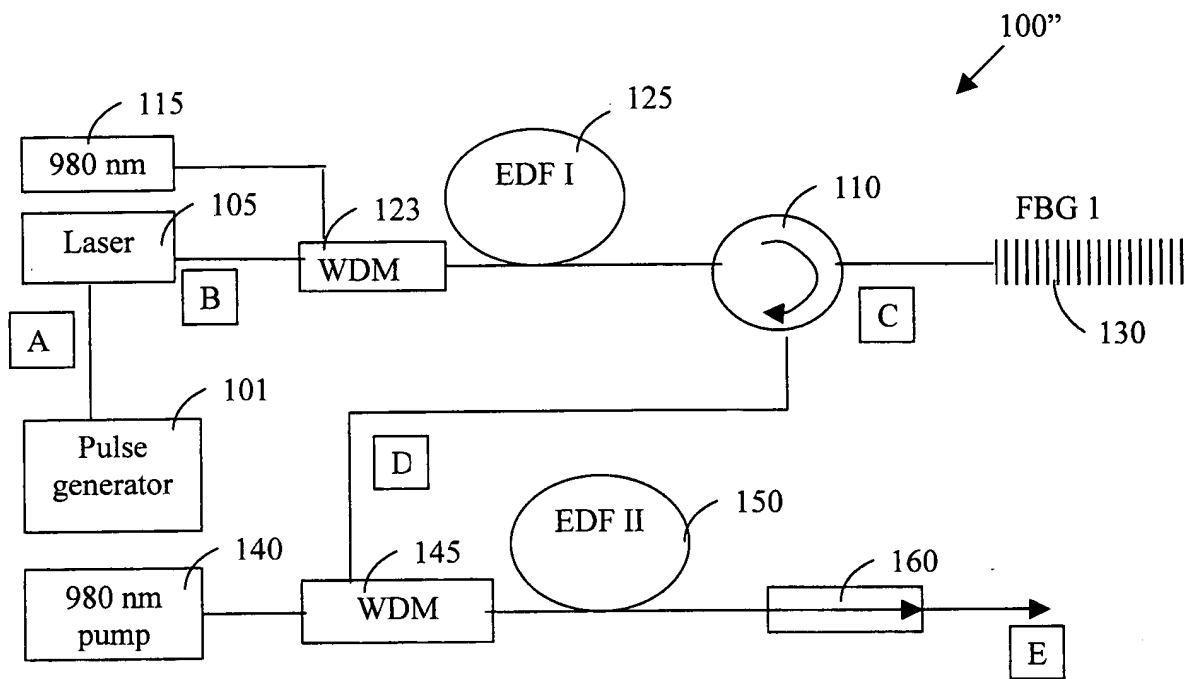 100”
115
125
980 nm
EDF I
110
105
FBG 1
123
Laser
WDM
B
C
A
130
101
Pulse
generator
D
150
EDF II
140
145
160
980 nm
pump
WDM
E